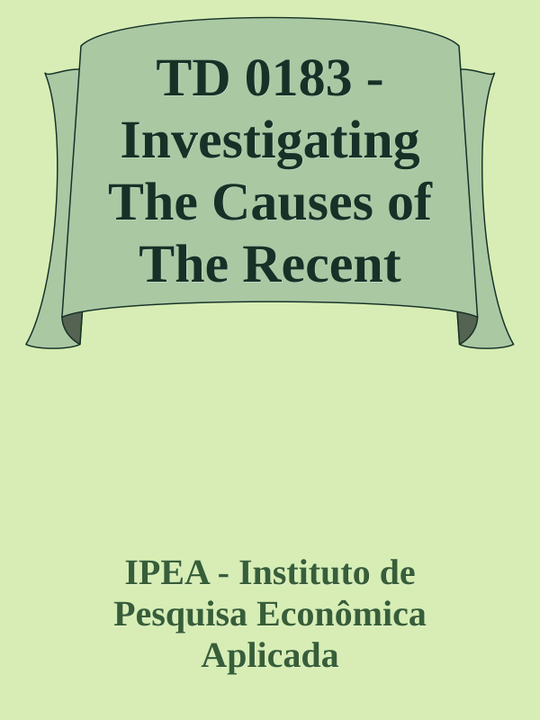 TD 0183 -
Investigating
The Causes of
The Recent
IPEA - Instituto de
Pesquisa Econômica
Aplicada